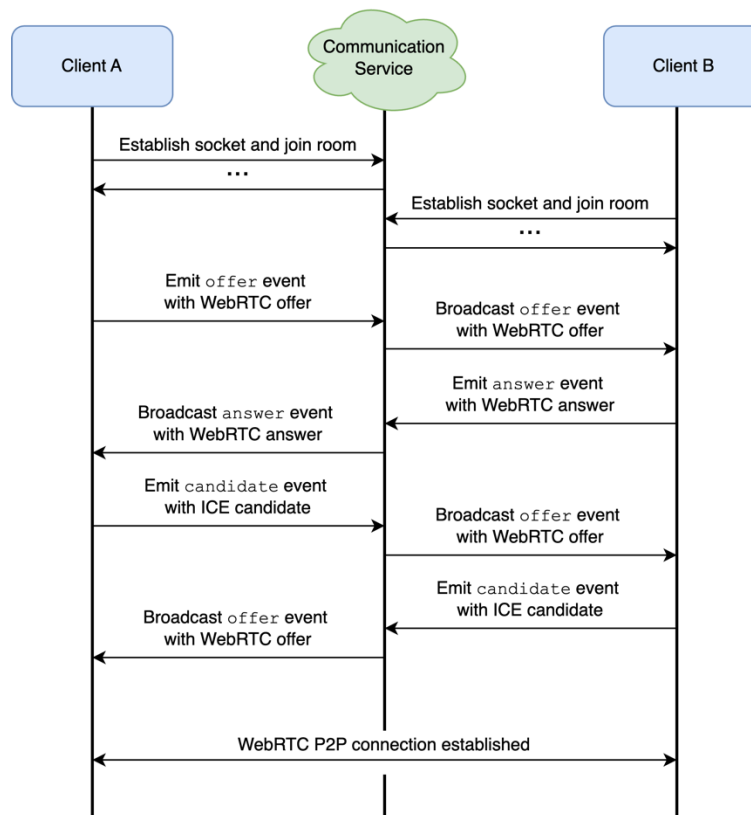 Client A
Communication
Service
Client B
Establish socket and join room
...
Establish socket and join room
...
Emit offer event
with WebRTC offer
Broadcast offer event
with WebRTC offer
Emit answer event
with WebRTC answer
Broadcast answer event
with WebRTC answer
Emit candidate event
with ICE candidate
Broadcast offer event
with WebRTC offer
Emit candidate event
with ICE candidate
Broadcast offer event
with WebRTC offer
WebRTC P2P connection established